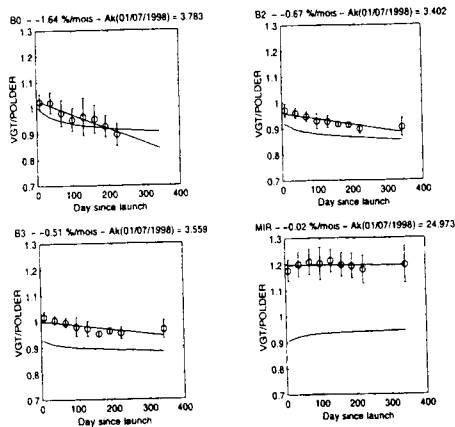 B0 - -1.64 %/mois - Ak(01/07/1998) = 3.783
1.3
1.2
1.1
1
0.9
0.8
0.7
VGT/POLDER
0 100 200 300 400
Day since launch
B2 - -0.67 %/mois - Ak(01/07/1998) = 3.402
1.3
1.2
1.1
1
0.9
0.8
0.7
VGT/POLDER
0 100 200 300 400
Day since launch
B3 - -0.51 %/mois - Ak(01/07/1998) = 3.559
1.3
1.2
1.1
1
0.9
0.8
0.7
VGT/POLDER
0 100 200 300 400
Day since launch
MIR - -0.02 %/mois - Ak(01/07/1998) = 24.973
1.3
1.2
1.1
1
0.9
0.8
0.7
VGT/POLDER
0 100 200 300 400
Day since launch